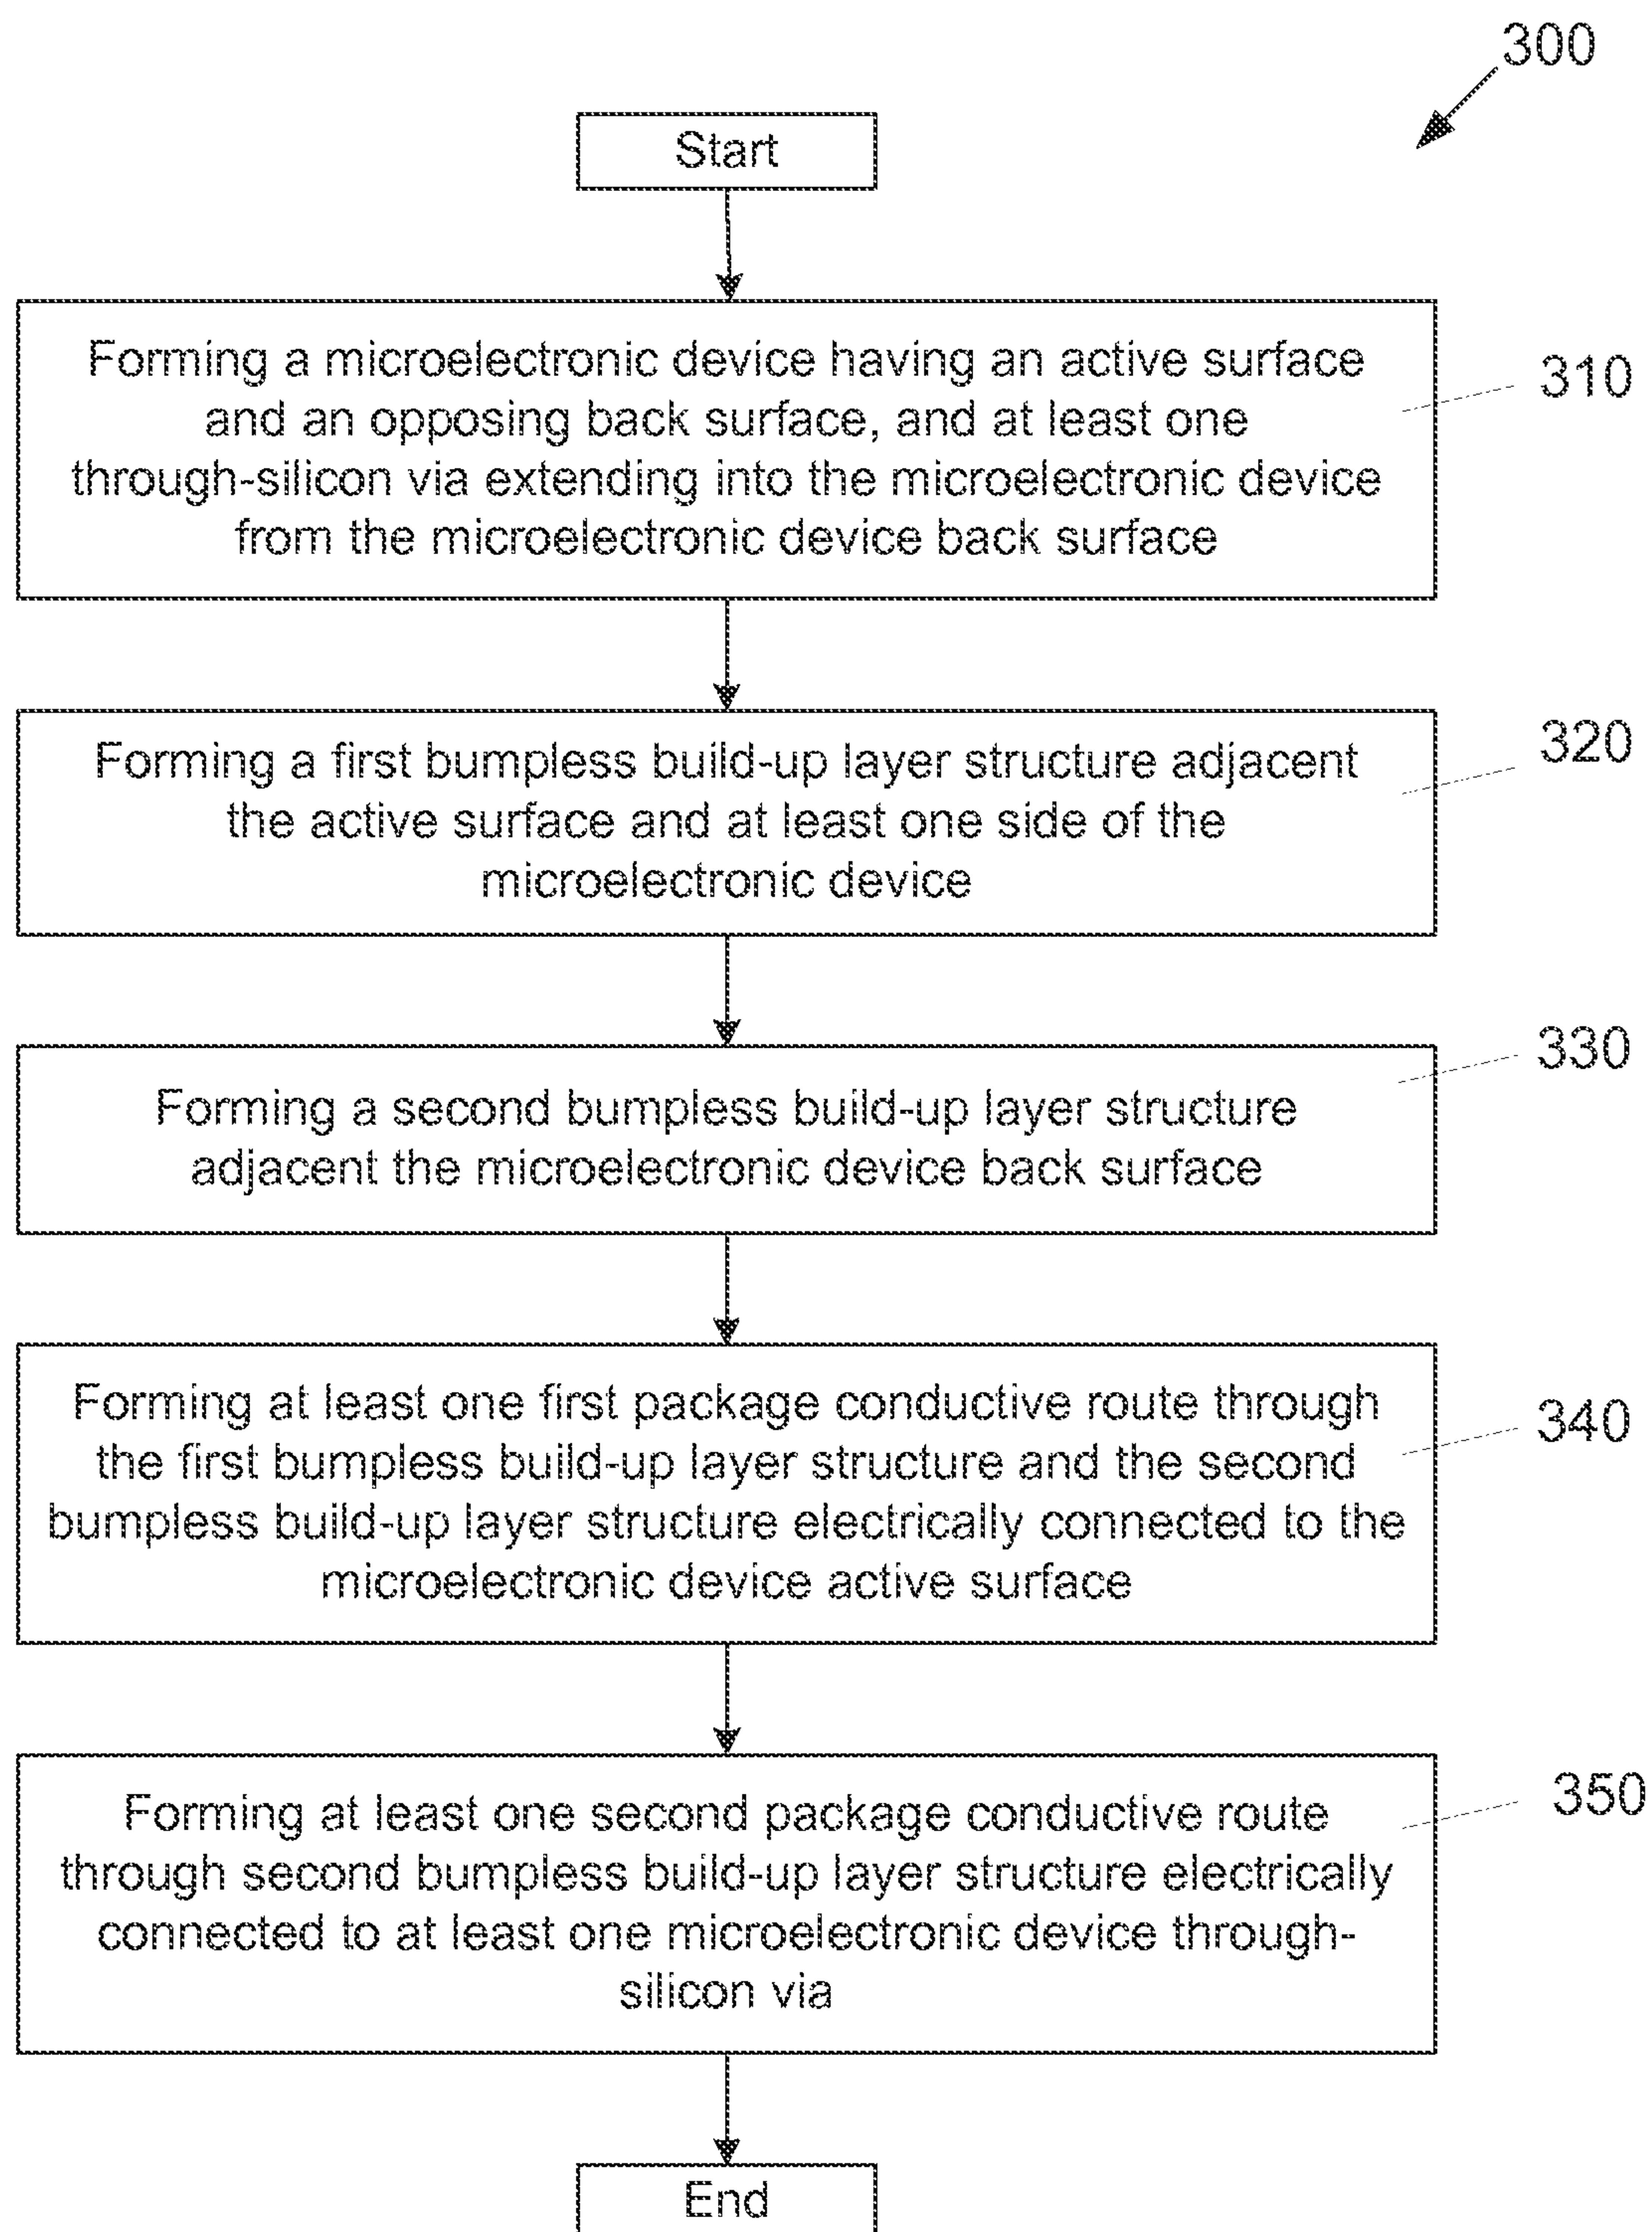 300
Start
Forming a microelectronic device having an active surface
and an opposing back surface, and at least one
through-silicon via extending into the microelectronic device
from the microelectronic device back surface
310
Forming a first bumpless build-up layer structure adjacent
the active surface and at least one side of the
microelectronic device
320
Forming a second bumpless build-up layer structure
adjacent the microelectronic device back surface
330
Forming at least one first package conductive route through
the first bumpless build-up layer structure and the second
bumpless build-up layer structure electrically connected to the
microelectronic device active surface
340
Forming at least one second package conductive route
through second bumpless build-up layer structure electrically
connected to at least one microelectronic device through-
silicon via
350
End